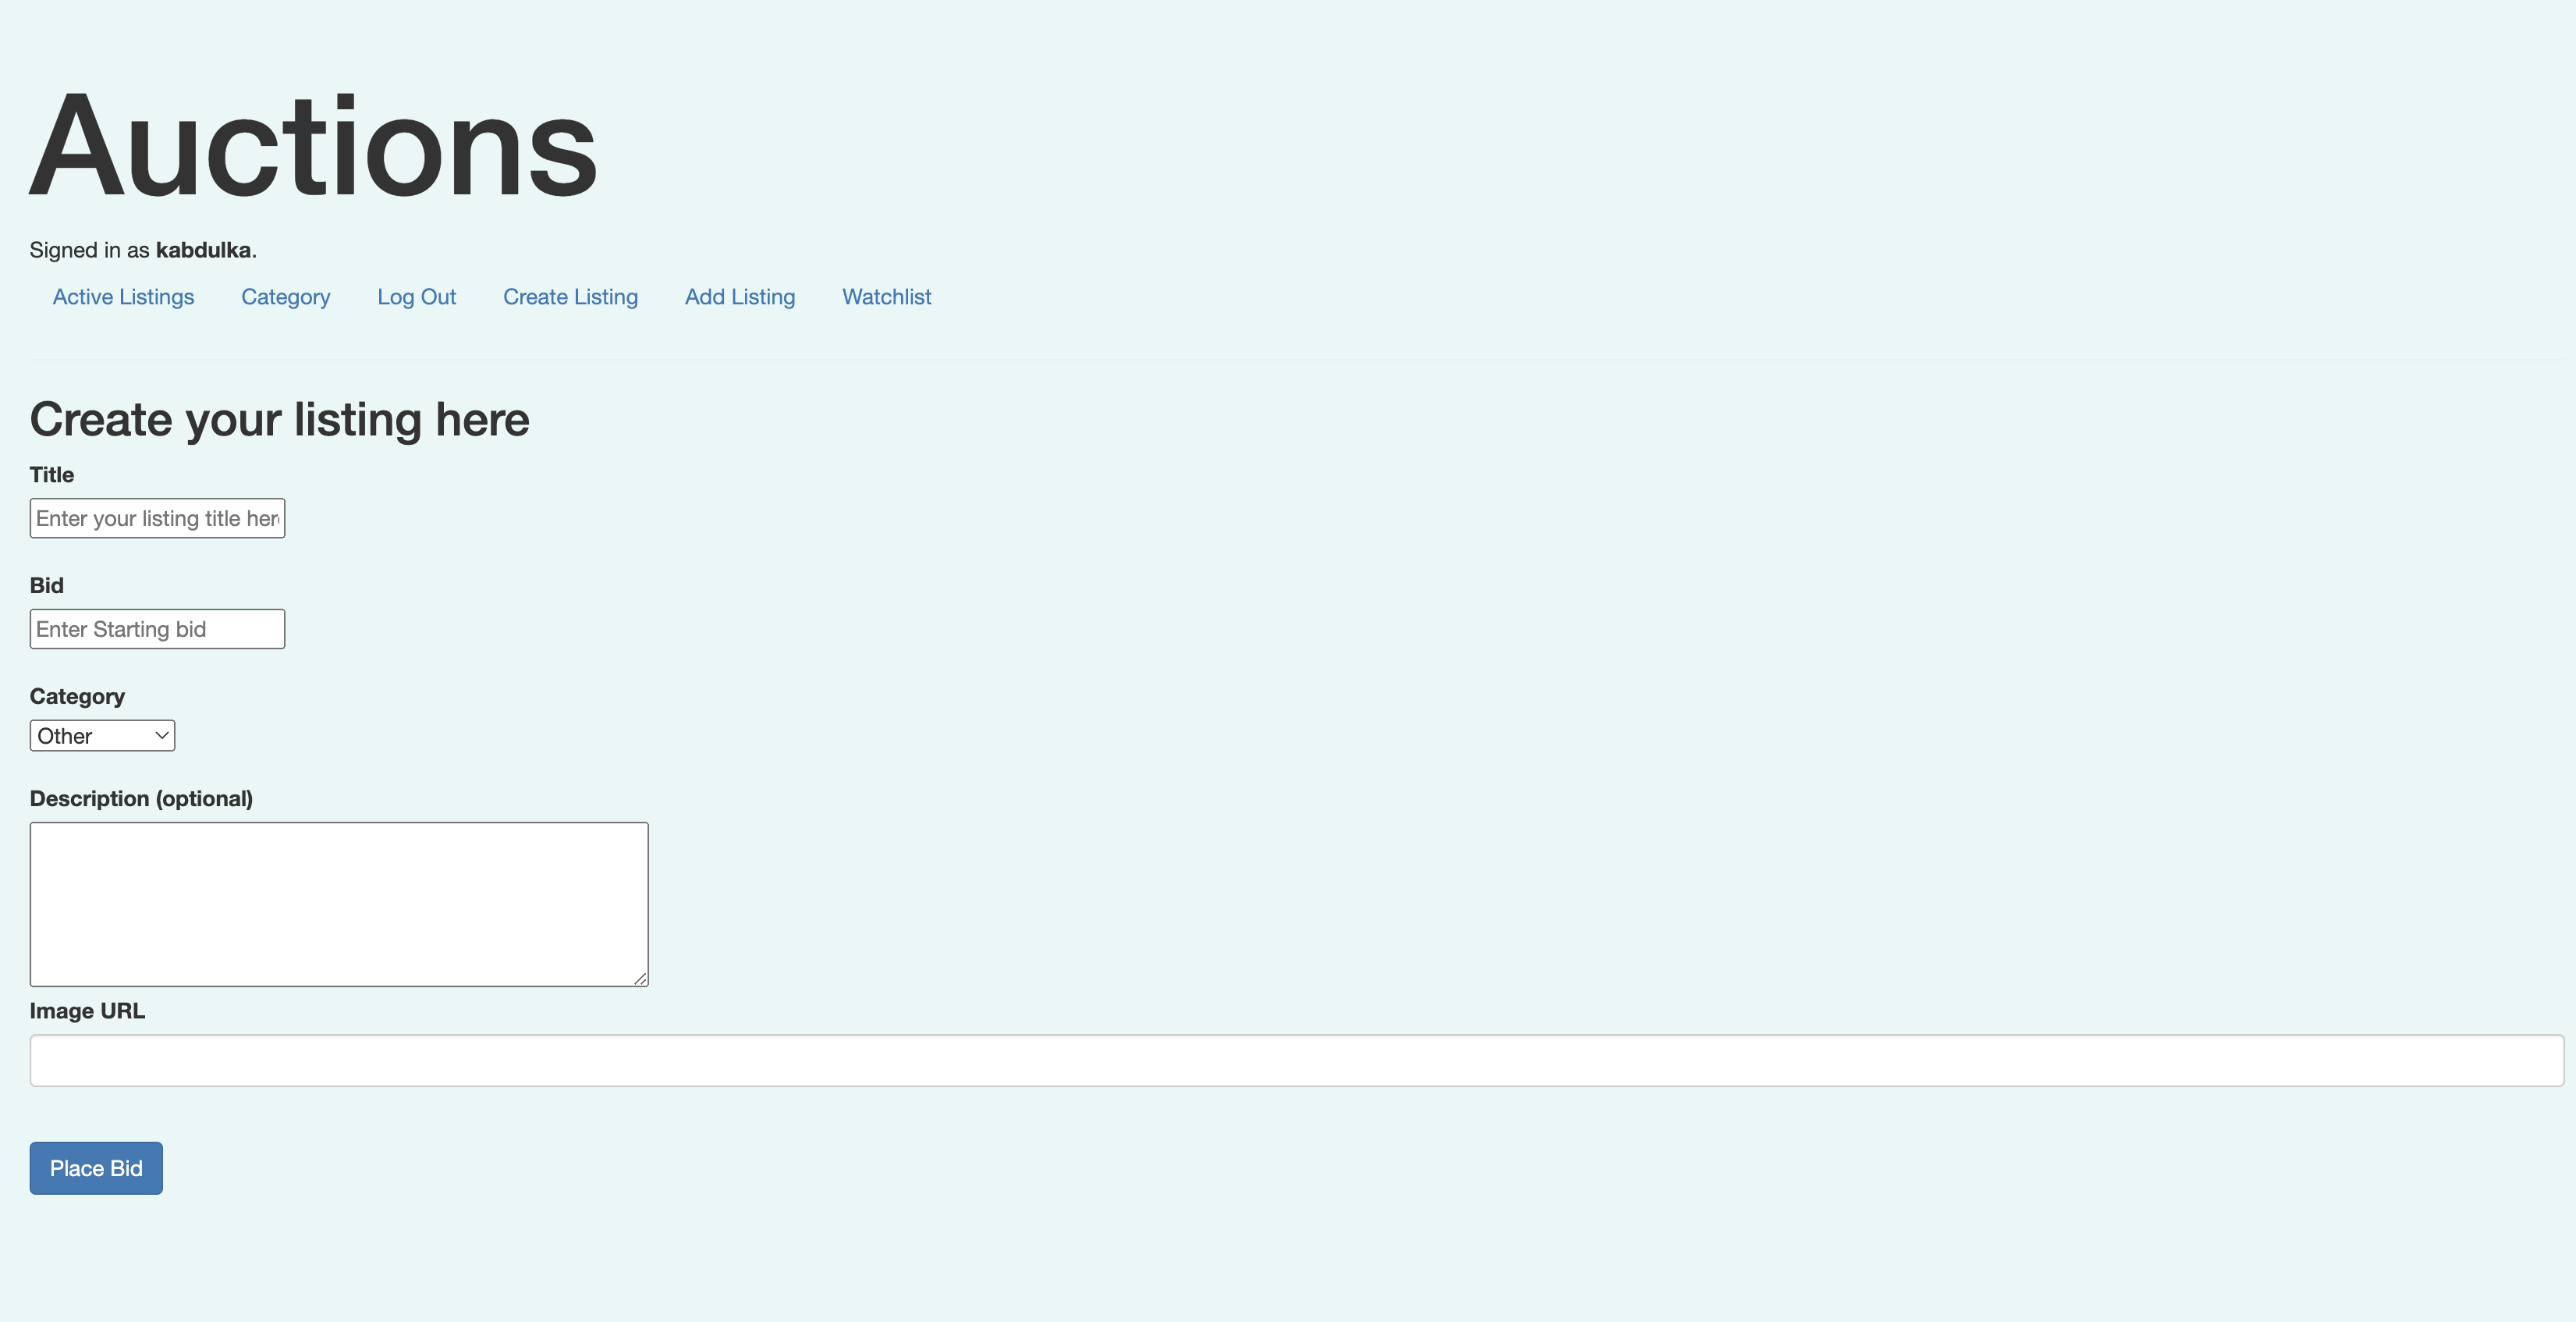 Auctions
Signed in as kabdulka.
Active Listings Category Log Out Create Listing Add Listing Watchlist
Create your listing here
Title
Enter your listing title her
Bid
Enter Starting bid
Category
Other
Description (optional)
Image URL
Place Bid